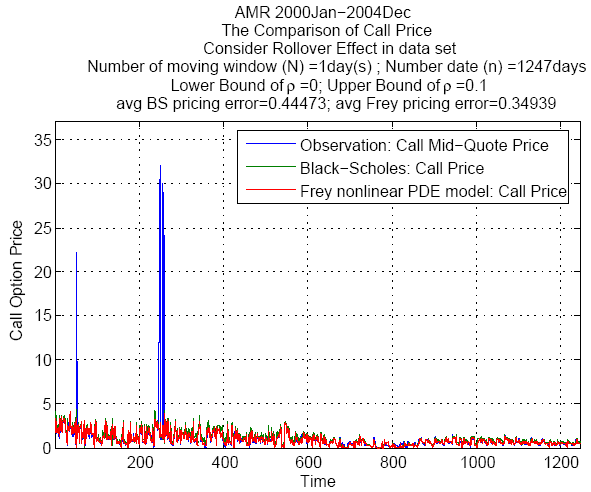 AMR 2000Jan−2004Dec
The Comparison of Call Price
Consider Rollover Effect in data set
Number of moving window (N) =1day(s) ; Number date (n) =1247days
Lower Bound of ρ =0; Upper Bound of ρ =0.1
avg BS pricing error=0.44473; avg Frey pricing error=0.34939
Observation: Call Mid−Quote Price
Black−Scholes: Call Price
Frey nonlinear PDE model: Call Price
Call Option Price
35
30
25
20
15
10
5
0
200 400 600 800 1000 1200
Time